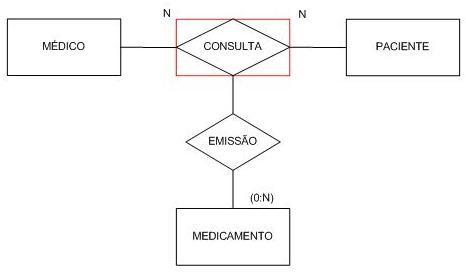 N
N
MÉDICO
CONSULTA
PACIENTE
EMISSÃO
(0:N)
MEDICAMENTO